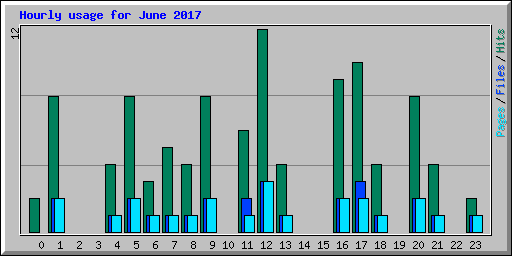 Hourly usage for June 2017
12
Pages / Files / Hits
0 1 2 3 4 5 6 7 8 9 10 11 12 13 14 15 16 17 18 19 20 21 22 23